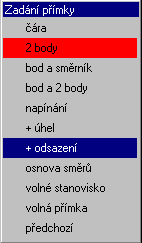 Zadání přímky
čára
2 body
bod a směrník
bod a 2 body
napínání
+ úhel
+ odsazení
osnova směrů
volné stanovisko
volná přímka
předchozí